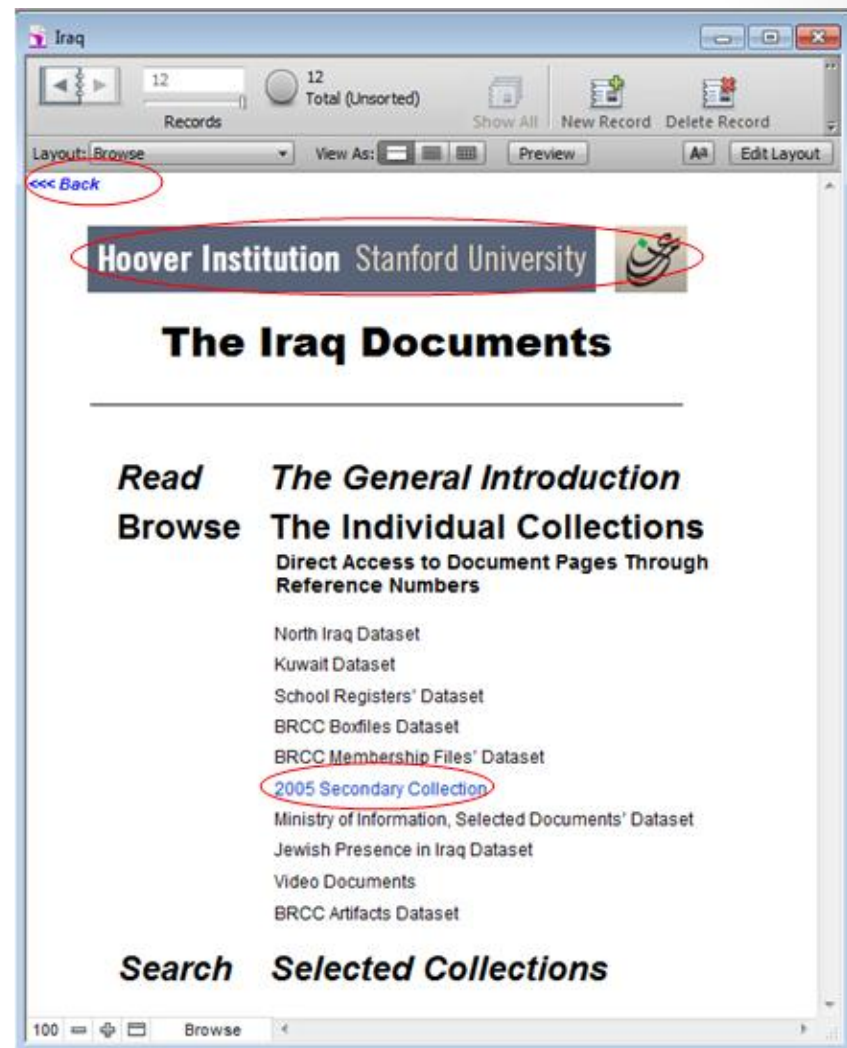 Iraq
12
12
Total (Unsorted)
Records
Show All
New Record
Delete Record
Layout: Browse
View As:
Preview
Aa
Edit Layout
<<< Back
Hoover Institution Stanford University
The Iraq Documents
Read The General Introduction
Browse The Individual Collections
Direct Access to Document Pages Through
Reference Numbers
North Iraq Dataset
Kuwait Dataset
School Registers' Dataset
BRCC Boxfiles Dataset
BRCC Membership Files' Dataset
2005 Secondary Collection
Ministry of Information, Selected Documents' Dataset
Jewish Presence in Iraq Dataset
Video Documents
BRCC Artifacts Dataset
Search Selected Collections
100 Browse